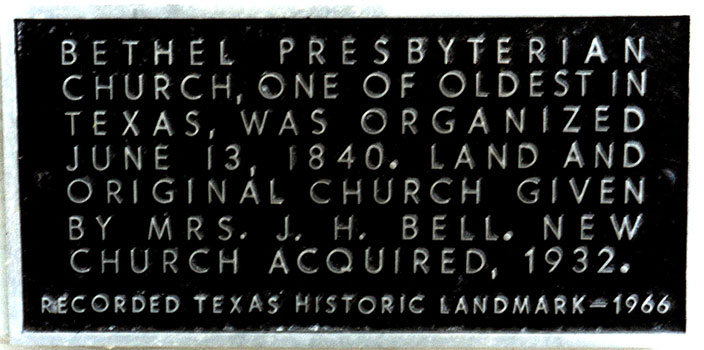 BETHEL PRESBYTERIAN
CHURCH, ONE OF OLDEST IN
TEXAS, WAS ORGANIZED
JUNE 13, 1840. LAND AND
ORIGINAL CHURCH GIVEN
BY MRS. J. H. BELL. NEW
CHURCH ACQUIRED, 1932.
RECORDED TEXAS HISTORIC LANDMARK-1966